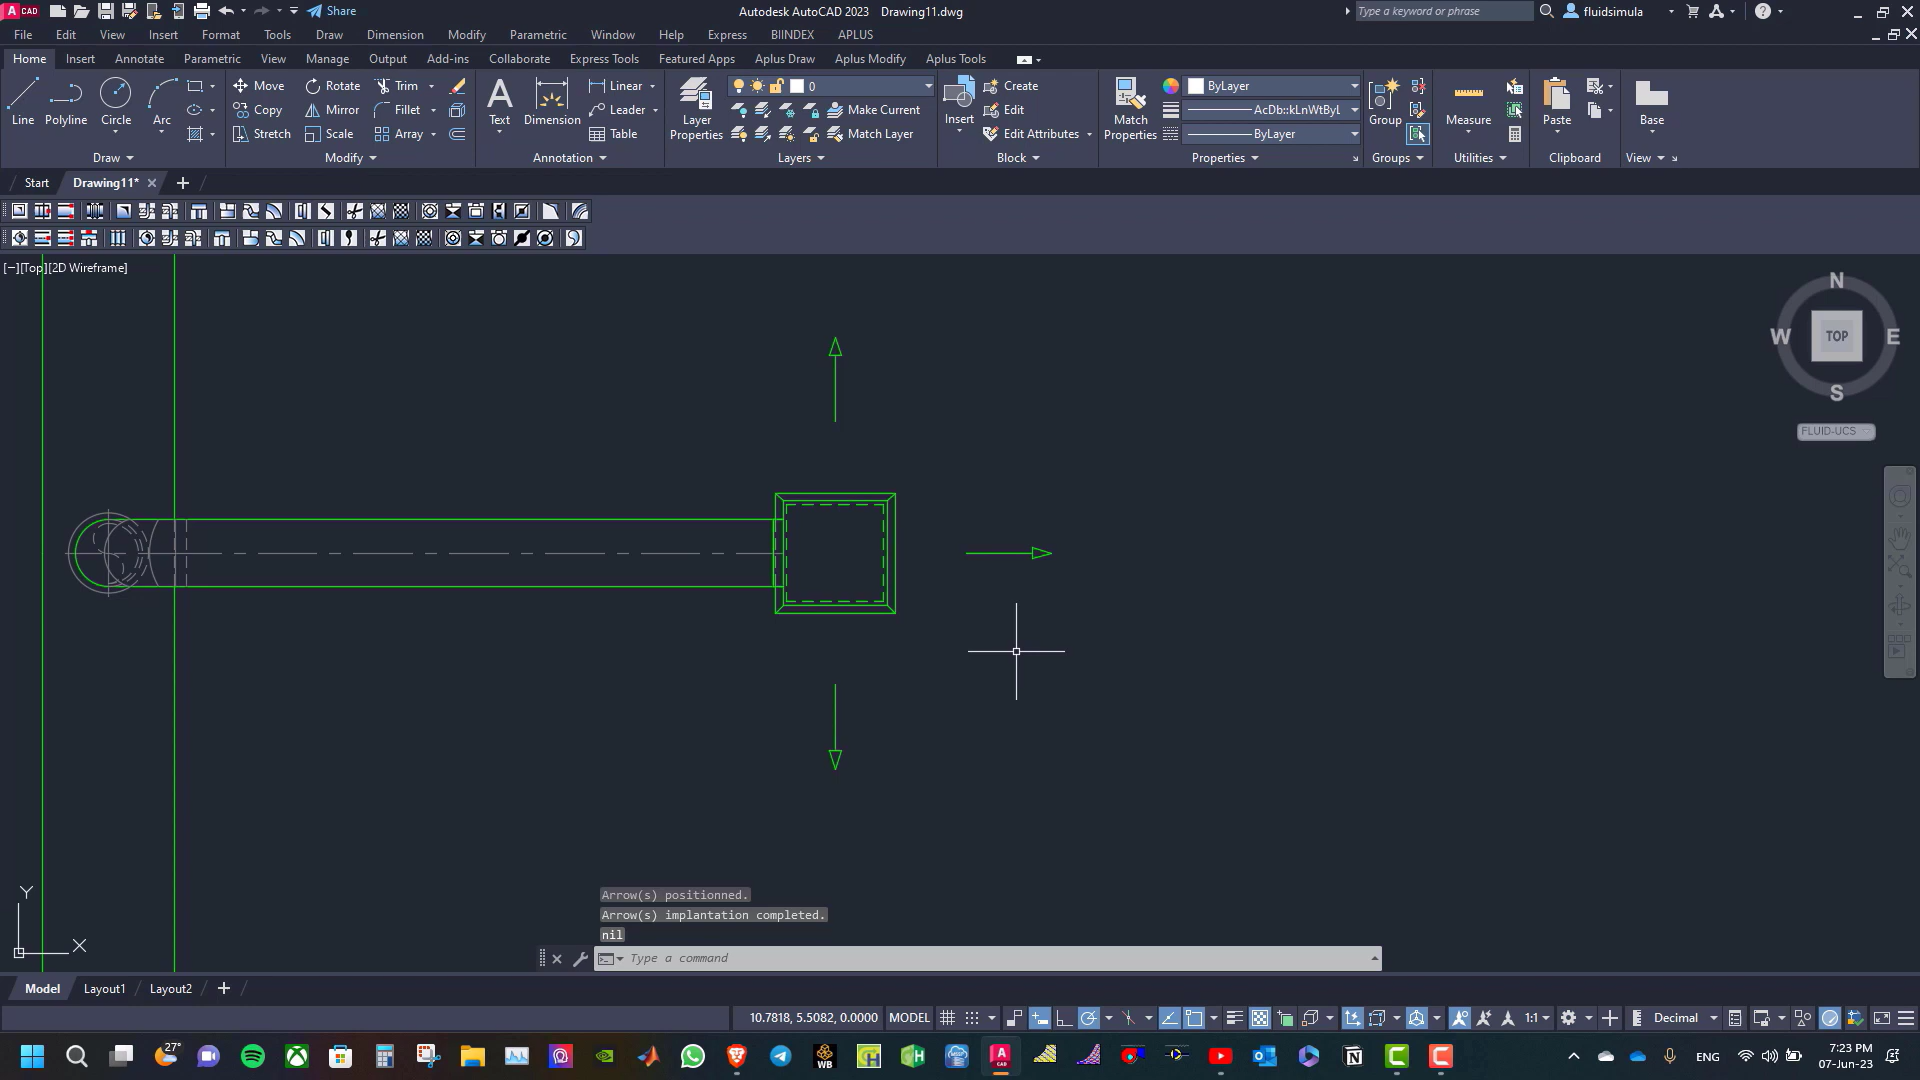 A CAD Share Autodesk AutoCAD 2023 Drawing11.dwg Type a keyword or phrase fluidsimula
File Edit View Insert Format Tools Draw Dimension Modify Parametric Window Help Express BIINDEX APLUS
Home Insert Annotate Parametric View Manage Output Add-ins Collaborate Express Tools Featured Apps Aplus Draw Aplus Modify Aplus Tools
Line Polyline Circle Arc
Move Rotate Trim
Copy Mirror Fillet
Stretch Scale Array
Text Dimension
Linear
Leader
Table
Layer Properties
0
Make Current
Match Layer
Insert
Create
Edit
Edit Attributes
Match Properties
ByLayer
AcDb::kLnWtByL
ByLayer
Group Measure Paste Base
Draw Modify Annotation Layers Block Properties Groups Utilities Clipboard View
Start Drawing11* +
[−][Top][2D Wireframe]
N
W TOP E
S
FLUID-UCS
Y
X
Arrow(s) positionned.
Arrow(s) implantation completed.
nil
Type a command
Model Layout1 Layout2 +
10.7818, 5.5082, 0.0000 MODEL 1:1 Decimal
27° WB A CAD ENG 7:23 PM
07-Jun-23